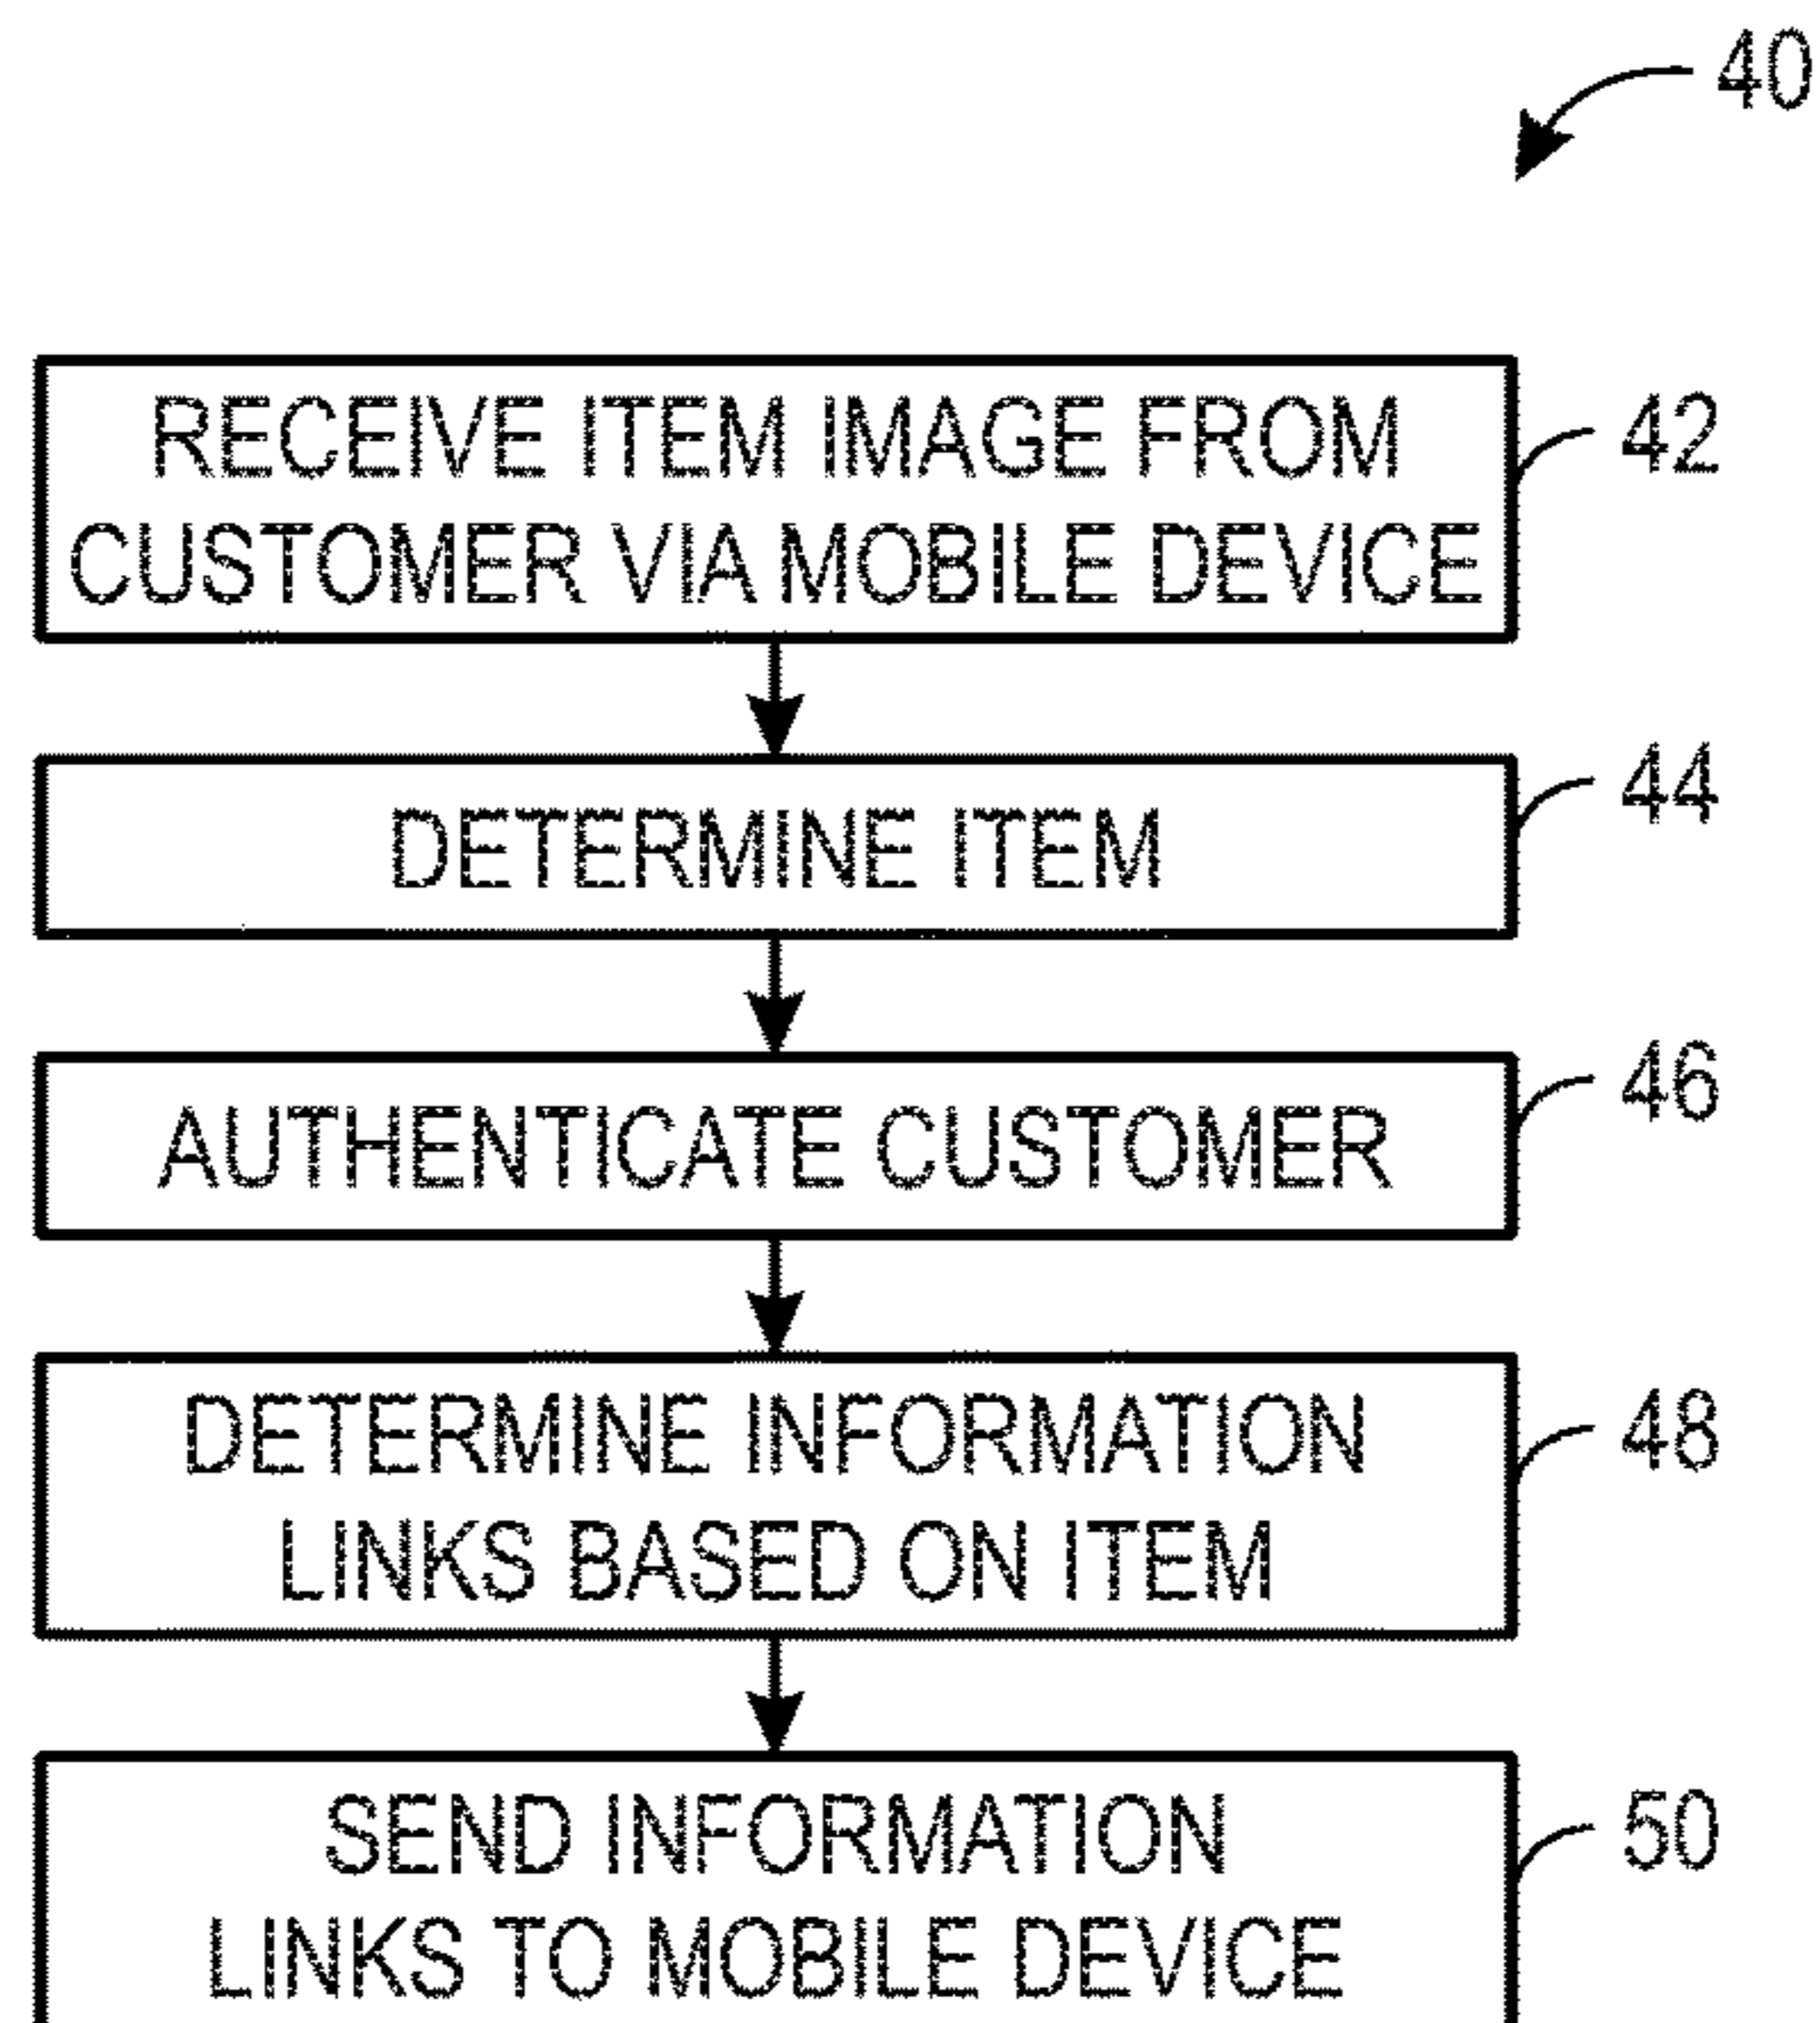 40
RECEIVE ITEM IMAGE FROM
CUSTOMER VIA MOBILE DEVICE
42
DETERMINE ITEM
44
AUTHENTICATE CUSTOMER
46
DETERMINE INFORMATION
LINKS BASED ON ITEM
48
SEND INFORMATION
LINKS TO MOBILE DEVICE
50